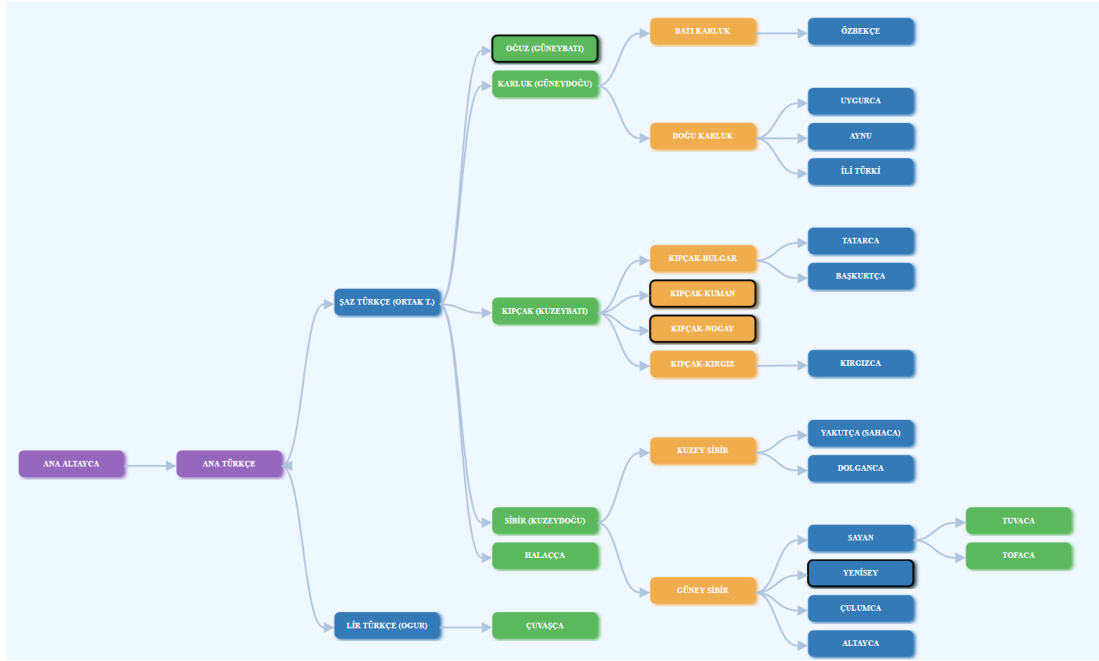 BATI KARLUK
ÖZBEKÇE
OĞUZ (GÜNEYBATI)
KARLUK (GÜNEYDOĞU)
UYGURCA
DOĞU KARLUK
AYNU
İLİ TÜRKİ
TATARCA
KIPÇAK-BULGAR
BAŞKURTÇA
KIPÇAK-KUMAN
ŞAZ TÜRKÇE (ORTAK T.)
KIPÇAK (KUZEYBATI)
KIPÇAK-NOGAY
KIPÇAK-KIRGIZ
KIRGIZCA
YAKUTÇA (SAHACA)
KUZEY SİBİR
ANA ALTAYCA
ANA TÜRKÇE
DOLGANCA
SİBİR (KUZEYDOĞU)
TUVACA
SAYAN
HALAÇÇA
TOFACA
YENİSEY
GÜNEY SİBİR
ÇULUMCA
LİR TÜRKÇE (OGUR)
ÇUVAŞÇA
ALTAYCA